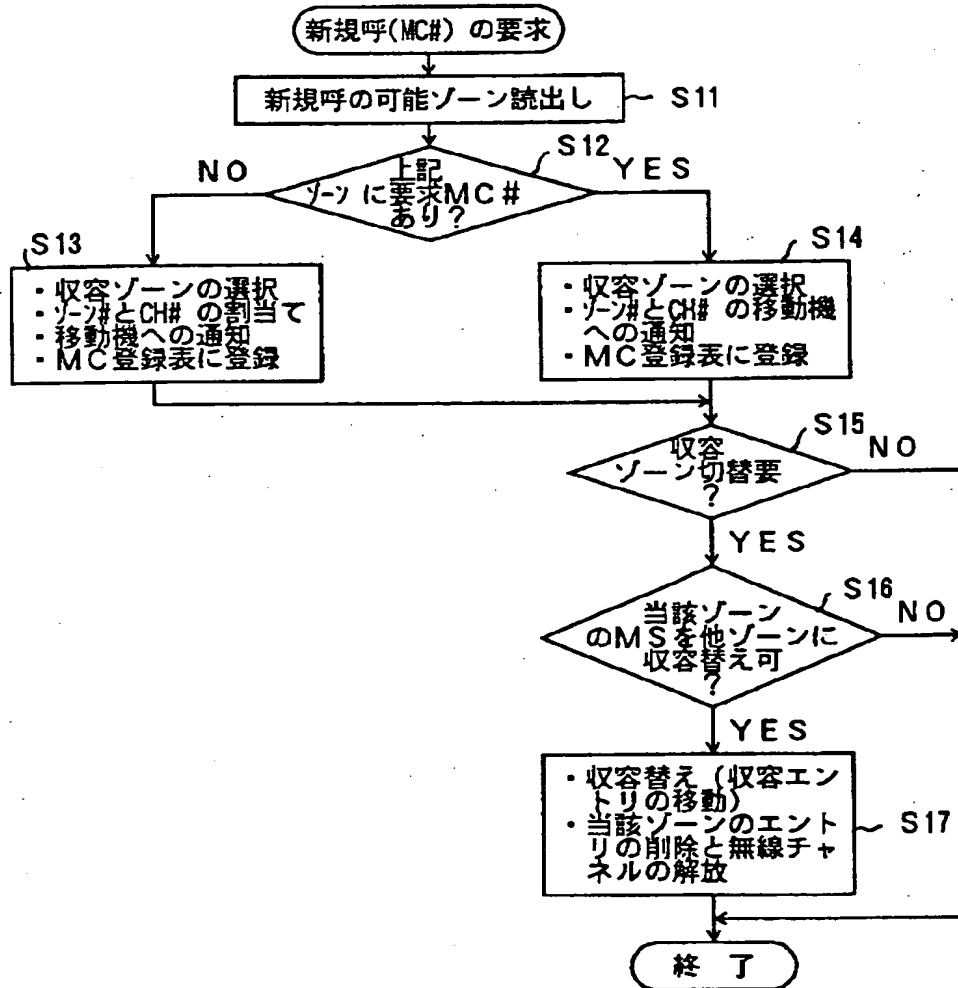 新規呼(MC#)の要求
新規呼の可能ゾーン読出し
S11
S12
NO
YES
上記
ゾーンに要求MC#
あり?
S13
・収容ゾーンの選択
・ゾーン#とCH#の割当て
・移動機への通知
・MC登録表に登録
S14
・収容ゾーンの選択
・ゾーン#とCH#の移動機
への通知
・MC登録表に登録
S15
NO
収容
ゾーン切替要
?
YES
S16
NO
当該ゾーン
のMSを他ゾーンに
収容替え可
?
YES
・収容替え(収容エン
トリの移動)
・当該ゾーンのエント
リの削除と無線チャ
ネルの解放
S17
終了